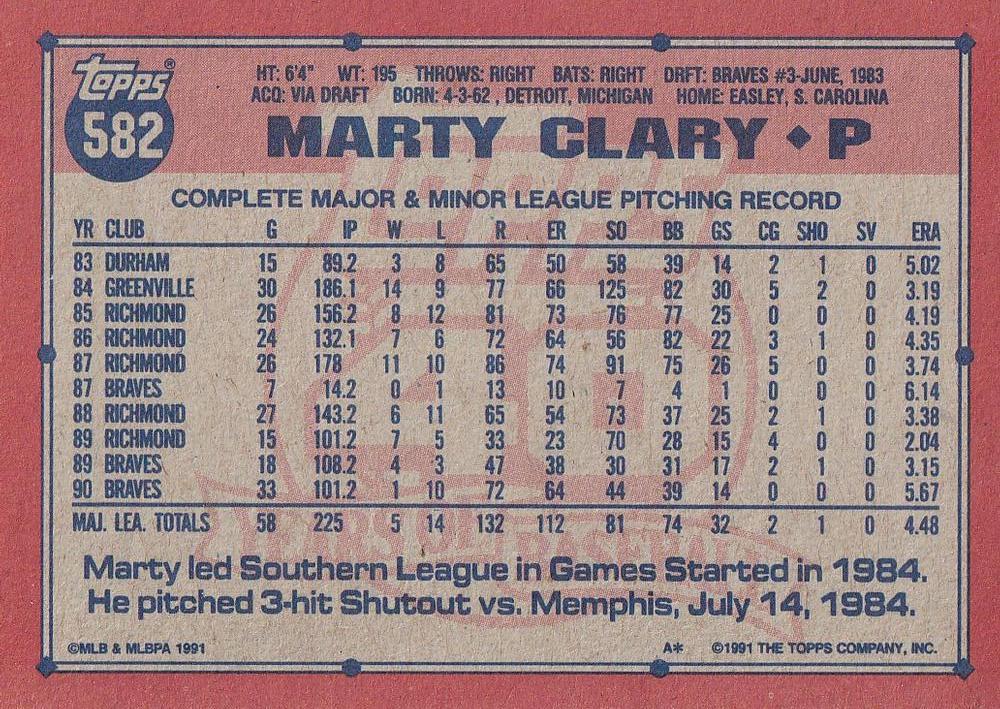 Topps®
582
HT: 6'4" WT: 195 THROWS: RIGHT BATS: RIGHT DRFT: BRAVES #3-JUNE, 1983
ACQ: VIA DRAFT BORN: 4-3-62 , DETROIT, MICHIGAN HOME: EASLEY, S. CAROLINA
MARTY CLARY ◆ P
COMPLETE MAJOR & MINOR LEAGUE PITCHING RECORD
YR CLUB G IP W L R ER SO BB GS CG SHO SV ERA
83 DURHAM 15 89.2 3 8 65 50 58 39 14 2 1 0 5.02
84 GREENVILLE 30 186.1 14 9 77 66 125 82 30 5 2 0 3.19
85 RICHMOND 26 156.2 8 12 81 73 76 77 25 0 0 0 4.19
86 RICHMOND 24 132.1 7 6 72 64 56 82 22 3 1 0 4.35
87 RICHMOND 26 178 11 10 86 74 91 75 26 5 0 0 3.74
87 BRAVES 7 14.2 0 1 13 10 7 4 1 0 0 0 6.14
88 RICHMOND 27 143.2 6 11 65 54 73 37 25 2 1 0 3.38
89 RICHMOND 15 101.2 7 5 33 23 70 28 15 4 0 0 2.04
89 BRAVES 18 108.2 4 3 47 38 30 31 17 2 1 0 3.15
90 BRAVES 33 101.2 1 10 72 64 44 39 14 0 0 0 5.67
MAJ. LEA. TOTALS 58 225 5 14 132 112 81 74 32 2 1 0 4.48
Marty led Southern League in Games Started in 1984.
He pitched 3-hit Shutout vs. Memphis, July 14, 1984.
©MLB & MLBPA 1991 A* ©1991 THE TOPPS COMPANY, INC.
TOPPS
40
YEARS OF BASEBALL